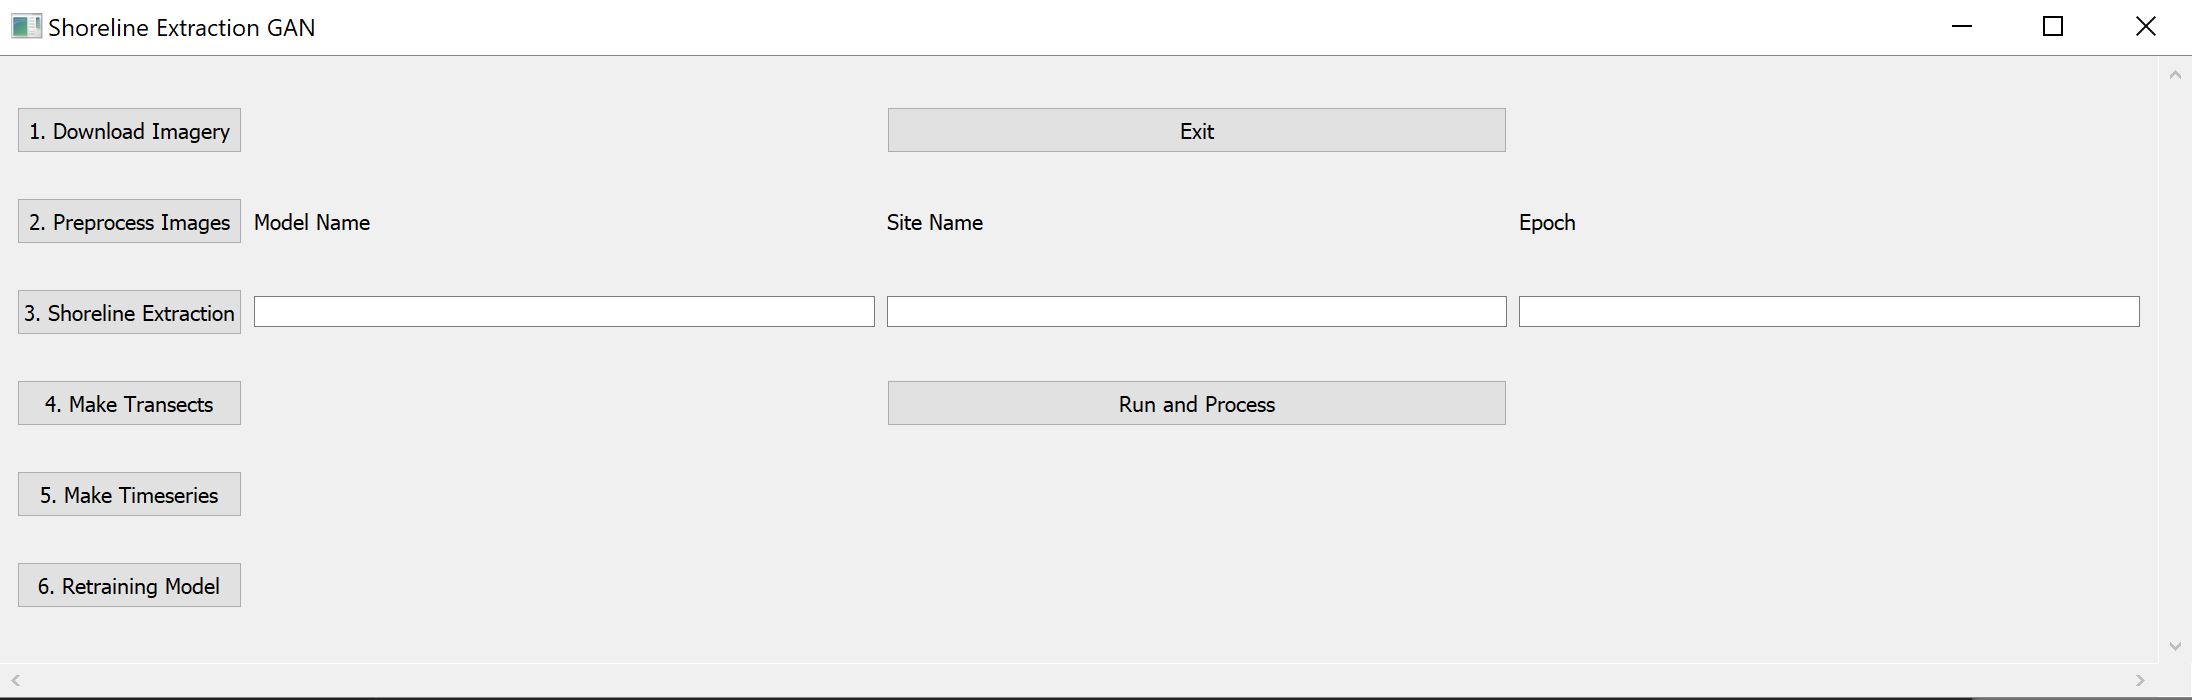 Shoreline Extraction GAN
1. Download Imagery
Exit
2. Preprocess Images
Model Name
Site Name
Epoch
3. Shoreline Extraction
4. Make Transects
Run and Process
5. Make Timeseries
6. Retraining Model